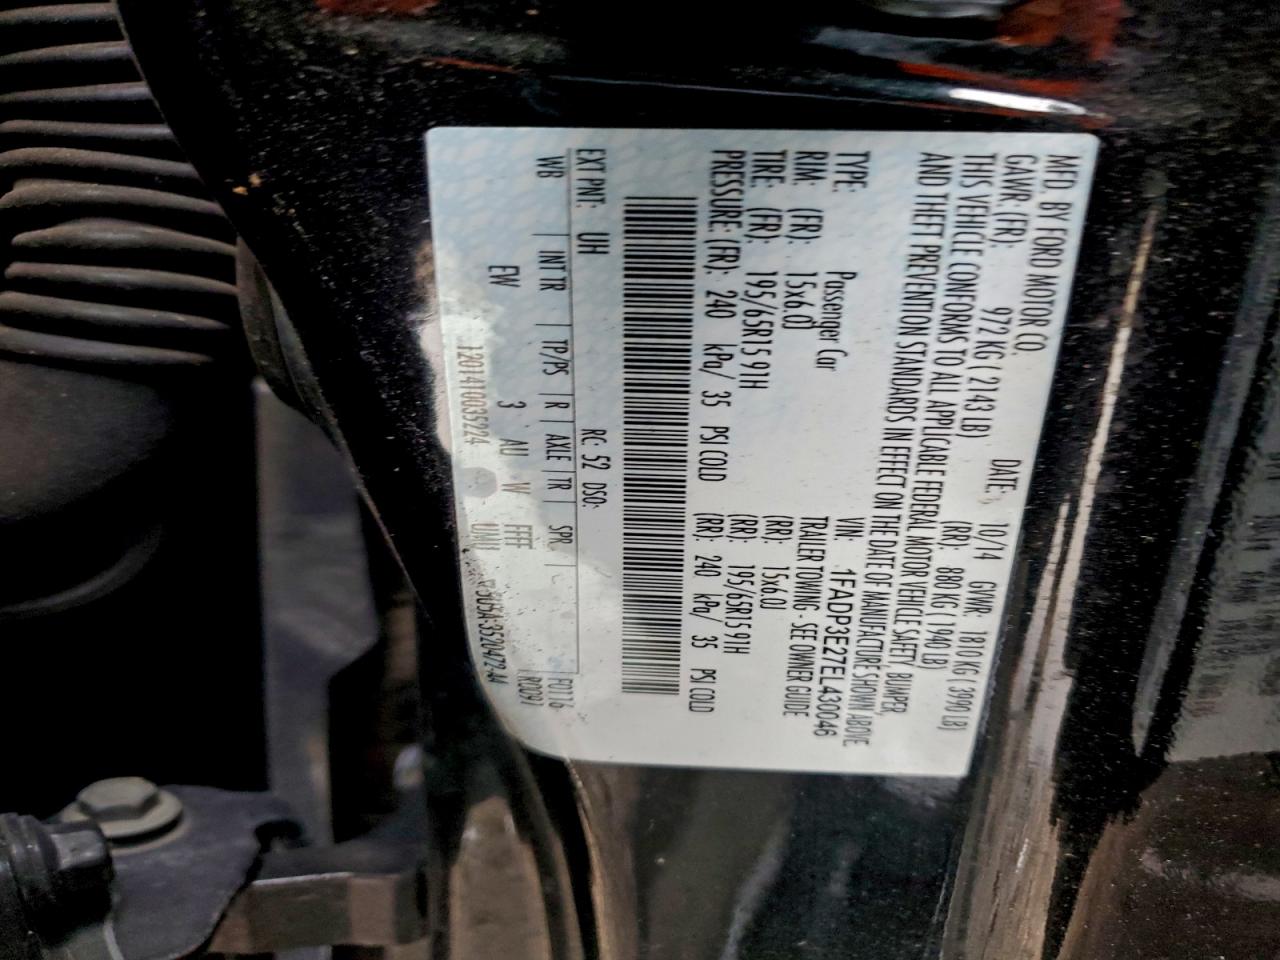 MFD. BY FORD MOTOR CO.
DATE: 10/14 GVWR: 1810 KG ( 3990 LB)
GAWR: (FR): 972 KG ( 2143 LB) (RR): 880 KG ( 1940 LB)
THIS VEHICLE CONFORMS TO ALL APPLICABLE FEDERAL MOTOR VEHICLE SAFETY, BUMPER,
AND THEFT PREVENTION STANDARDS IN EFFECT ON THE DATE OF MANUFACTURE SHOWN ABOVE
VIN: 1FADP3E27EL430046
TYPE: Passenger Car TRAILER TOWING - SEE OWNER GUIDE
RIM: (FR): 15x6.0J (RR): 15x6.0J
TIRE: (FR): 195/65R15 91H (RR): 195/65R15 91H
PRESSURE: (FR): 240 kPa/ 35 PSI COLD (RR): 240 kPa/ 35 PSI COLD
EXT PNT: UH RC: 52 DSO:
WB | INT TR | TP/PS | R | AXLE | TR | SPR | F0116
EW 3 AU W FFF R0091
UMH